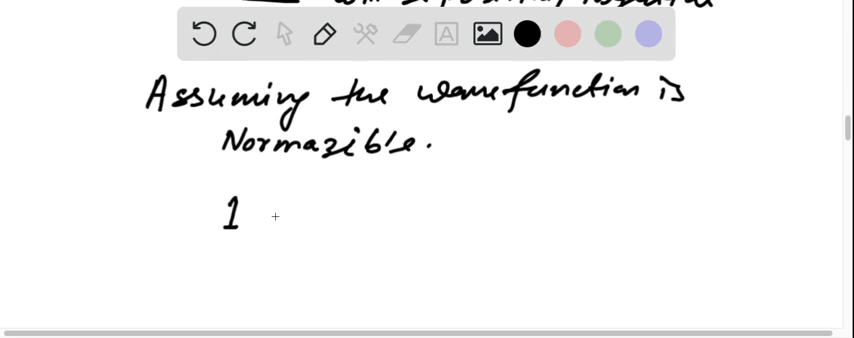 Assuming the wavefunction is
Normazible.
1